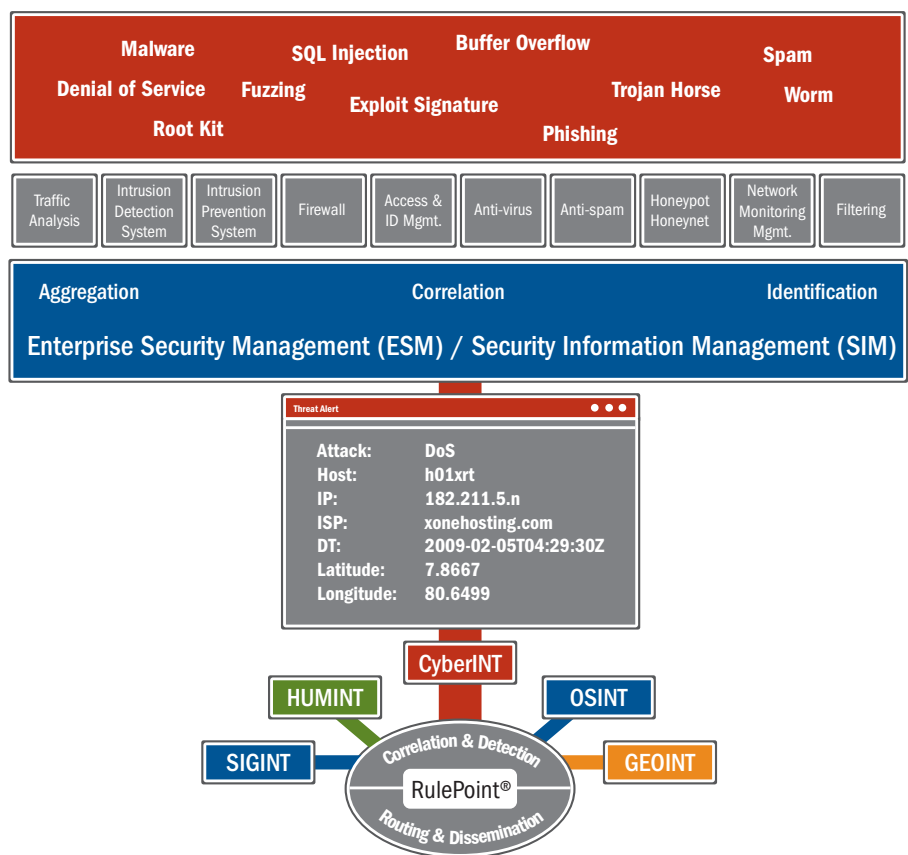 Malware SQL Injection Buffer Overflow Spam
Denial of Service Fuzzing Exploit Signature Trojan Horse Worm
Root Kit Phishing
Traffic
Analysis
Intrusion
Detection
System
Intrusion
Prevention
System
Firewall
Access &
ID Mgmt.
Anti-virus
Anti-spam
Honeypot
Honeynet
Network
Monitoring
Mgmt.
Filtering
Aggregation Correlation Identification
Enterprise Security Management (ESM) / Security Information Management (SIM)
Threat Alert
Attack: DoS
Host: h01xrt
IP: 182.211.5.n
ISP: xonehosting.com
DT: 2009-02-05T04:29:30Z
Latitude: 7.8667
Longitude: 80.6499
CyberINT
HUMINT OSINT
SIGINT GEOINT
Correlation & Detection
RulePoint®
Routing & Dissemination